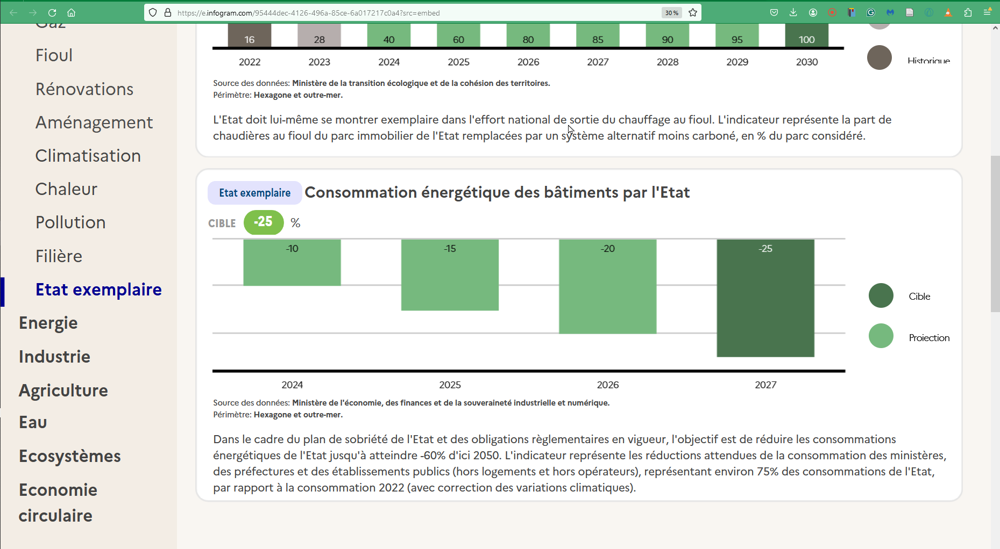 https://e.infogram.com/95444dec-4126-496a-85ce-6a017217c0a4?src=embed
30 %
Gaz
Fioul
Rénovations
Aménagement
Climatisation
Chaleur
Pollution
Filière
Etat exemplaire
Energie
Industrie
Agriculture
Eau
Ecosystèmes
Economie
circulaire
16 28 40 60 80 85 90 95 100
2022 2023 2024 2025 2026 2027 2028 2029 2030
Historique
Source des données: Ministère de la transition écologique et de la cohésion des territoires.
Périmètre: Hexagone et outre-mer.
L'Etat doit lui-même se montrer exemplaire dans l'effort national de sortie du chauffage au fioul. L'indicateur représente la part de
chaudières au fioul du parc immobilier de l'Etat remplacées par un système alternatif moins carboné, en % du parc considéré.
Etat exemplaire Consommation énergétique des bâtiments par l'Etat
CIBLE -25 %
-10 -15 -20 -25
Cible
Projection
2024 2025 2026 2027
Source des données: Ministère de l'économie, des finances et de la souveraineté industrielle et numérique.
Périmètre: Hexagone et outre-mer.
Dans le cadre du plan de sobriété de l'Etat et des obligations règlementaires en vigueur, l'objectif est de réduire les consommations
énergétiques de l'Etat jusqu'à atteindre -60% d'ici 2050. L'indicateur représente les réductions attendues de la consommation des ministères,
des préfectures et des établissements publics (hors logements et hors opérateurs), représentant environ 75% des consommations de l'Etat,
par rapport à la consommation 2022 (avec correction des variations climatiques).